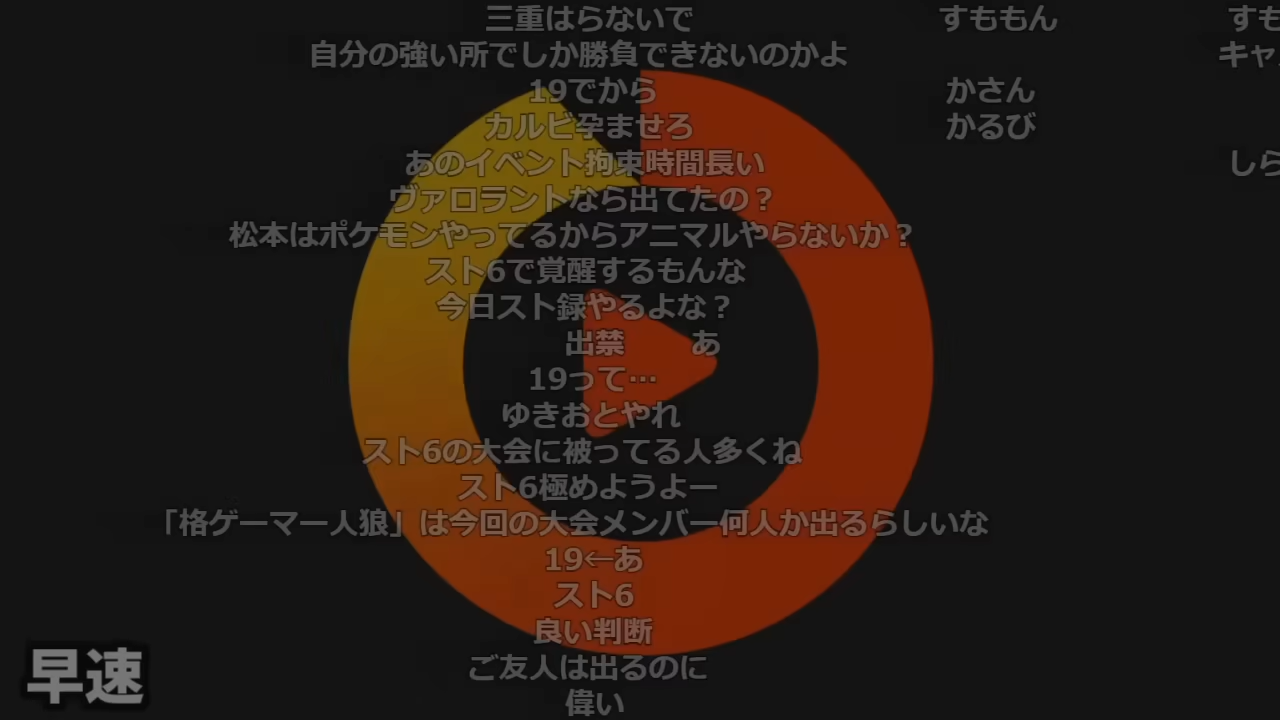 三重はらないで
すももん
すも
自分の強い所でしか勝負できないのかよ
キャ
19でから
かさん
カルビ孕ませろ
かるび
あのイベント拘束時間長い
しら
ヴァロラントなら出てたの？
松本はポケモンやってるからアニマルやらないか？
スト6で覚醒するもんな
今日スト録やるよな？
出禁
あ
19って…
ゆきおとやれ
スト6の大会に被ってる人多くね
スト6極めようよー
「格ゲーマー人狼」は今回の大会メンバー何人か出るらしいな
19←あ
スト6
良い判断
早速
ご友人は出るのに
偉い